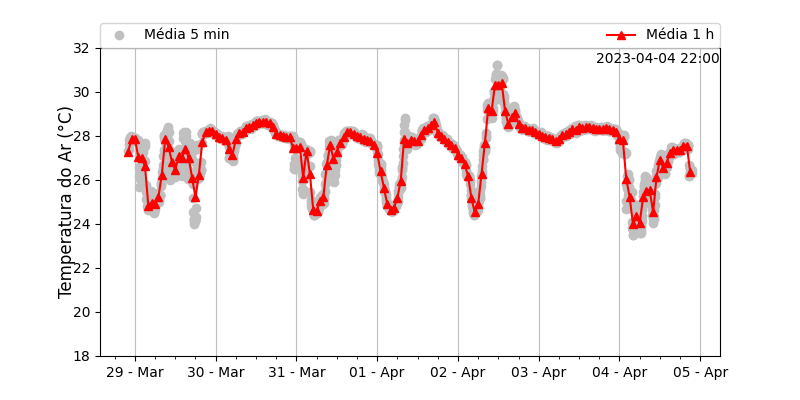 Média 5 min
Média 1 h
2023-04-04 22:00
Temperatura do Ar (°C)
32
30
28
26
24
22
20
18
29 - Mar
30 - Mar
31 - Mar
01 - Apr
02 - Apr
03 - Apr
04 - Apr
05 - Apr